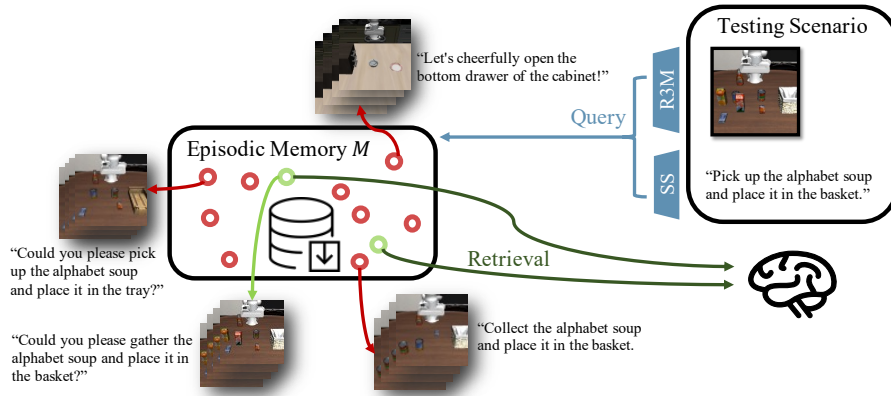 Testing Scenario
“Let's cheerfully open the
bottom drawer of the cabinet!”
R3M
Query
Episodic Memory M
SS
“Pick up the alphabet soup
and place it in the basket.”
“Could you please pick
up the alphabet soup
and place it in the tray?”
Retrieval
“Could you please gather the
alphabet soup and place it in
the basket?”
“Collect the alphabet soup
and place it in the basket.